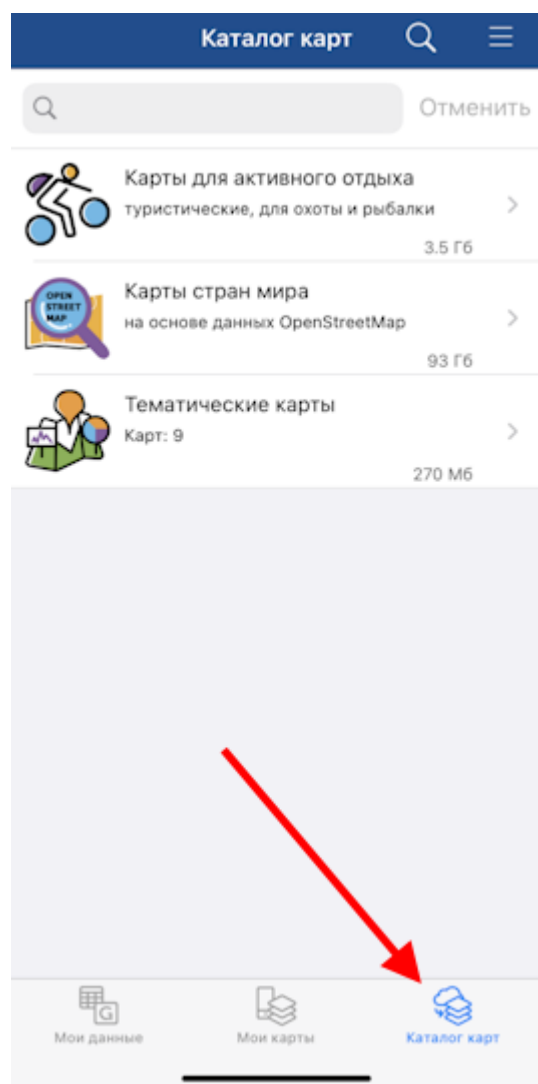 Каталог карт
Отменить
Карты для активного отдыха
туристические, для охоты и рыбалки
3.5 Гб
OPEN
STREET
MAP
Карты стран мира
на основе данных OpenStreetMap
93 Гб
Тематические карты
Карт: 9
270 Мб
G
Мои данные
Мои карты
Каталог карт